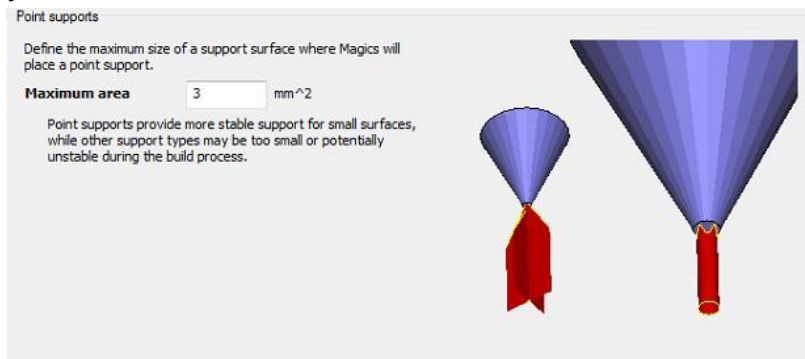 Point supports
Define the maximum size of a support surface where Magics will
place a point support.
Maximum area 3 mm^2
Point supports provide more stable support for small surfaces,
while other support types may be too small or potentially
unstable during the build process.